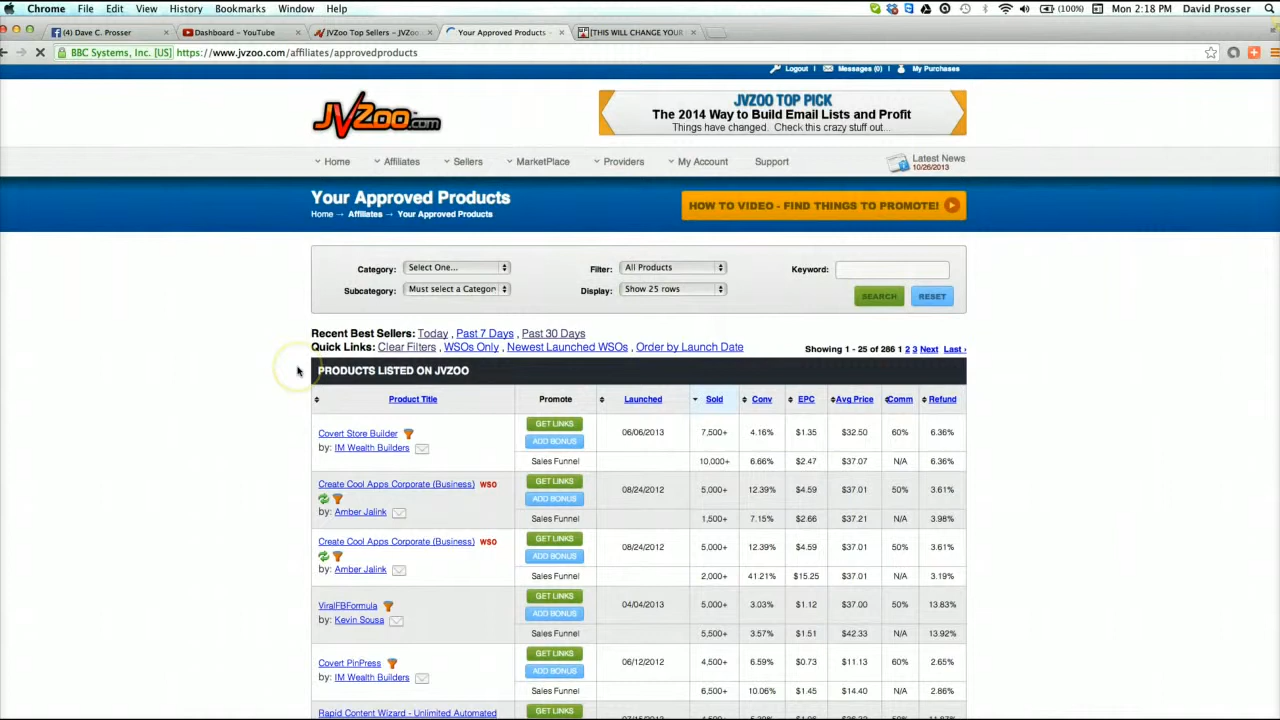 Chrome File Edit View History Bookmarks Window Help (100%) Mon 2:18 PM David Prosser
(4) Dave C. Prosser Dashboard - YouTube JVZoo Top Sellers – JVZoo Your Approved Products [THIS WILL CHANGE YOUR
BBC Systems, Inc. [US] https://www.jvzoo.com/affiliates/approvedproducts
Logout | Messages (0) | My Purchases
JVZoo.com
JVZOO TOP PICK
The 2014 Way to Build Email Lists and Profit
Things have changed. Check this crazy stuff out...
Home Affiliates Sellers MarketPlace Providers My Account Support
Latest News
10/26/2013
Your Approved Products
Home → Affiliates → Your Approved Products
HOW TO VIDEO - FIND THINGS TO PROMOTE!
Category: Select One... Filter: All Products Keyword:
Subcategory: Must select a Categor Display: Show 25 rows SEARCH RESET
Recent Best Sellers: Today , Past 7 Days , Past 30 Days
Quick Links: Clear Filters , WSOs Only , Newest Launched WSOs , Order by Launch Date
Showing 1 - 25 of 286 1 2 3 Next Last ›
PRODUCTS LISTED ON JVZOO
Product Title Promote Launched Sold Conv EPC Avg Price Comm Refund
Covert Store Builder
by: IM Wealth Builders
GET LINKS
ADD BONUS
06/06/2013 7,500+ 4.16% $1.35 $32.50 60% 6.36%
Sales Funnel 10,000+ 6.66% $2.47 $37.07 N/A 6.36%
Create Cool Apps Corporate (Business) WSO
by: Amber Jalink
GET LINKS
ADD BONUS
08/24/2012 5,000+ 12.39% $4.59 $37.01 50% 3.61%
Sales Funnel 1,500+ 7.15% $2.66 $37.21 N/A 3.98%
Create Cool Apps Corporate (Business) WSO
by: Amber Jalink
GET LINKS
ADD BONUS
08/24/2012 5,000+ 12.39% $4.59 $37.01 50% 3.61%
Sales Funnel 2,000+ 41.21% $15.25 $37.01 N/A 3.19%
ViralFBFormula
by: Kevin Sousa
GET LINKS
ADD BONUS
04/04/2013 5,000+ 3.03% $1.12 $37.00 50% 13.83%
Sales Funnel 5,500+ 3.57% $1.51 $42.33 N/A 13.92%
Covert PinPress
by: IM Wealth Builders
GET LINKS
ADD BONUS
06/12/2012 4,500+ 6.59% $0.73 $11.13 60% 2.65%
Sales Funnel 6,500+ 10.06% $1.45 $14.40 N/A 2.86%
Rapid Content Wizard - Unlimited Automated
GET LINKS